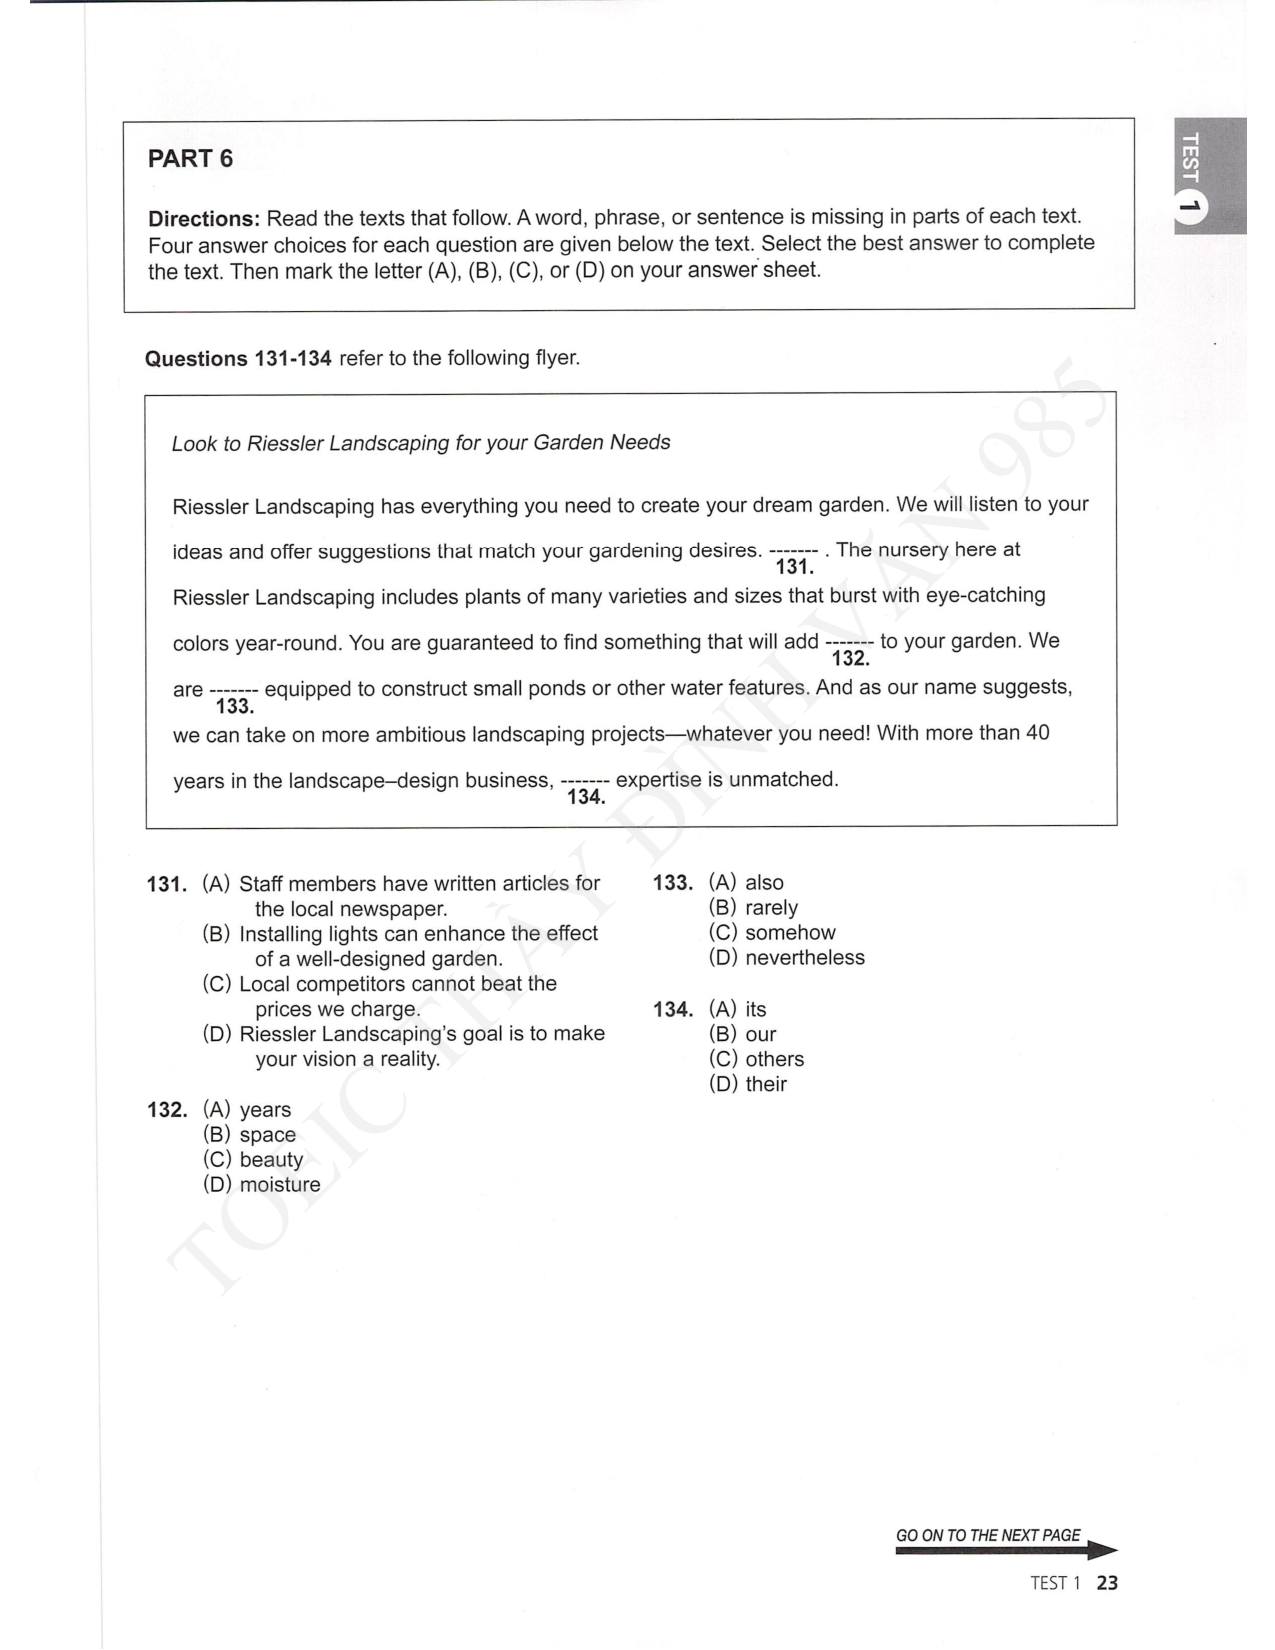 TEST 1
PART 6
Directions: Read the texts that follow. A word, phrase, or sentence is missing in parts of each text.
Four answer choices for each question are given below the text. Select the best answer to complete
the text. Then mark the letter (A), (B), (C), or (D) on your answer sheet.
Questions 131-134 refer to the following flyer.
Look to Riessler Landscaping for your Garden Needs
Riessler Landscaping has everything you need to create your dream garden. We will listen to your
ideas and offer suggestions that match your gardening desires. ------- . The nursery here at
131.
Riessler Landscaping includes plants of many varieties and sizes that burst with eye-catching
colors year-round. You are guaranteed to find something that will add ------- to your garden. We
132.
are ------- equipped to construct small ponds or other water features. And as our name suggests,
133.
we can take on more ambitious landscaping projects—whatever you need! With more than 40
years in the landscape–design business, ------- expertise is unmatched.
134.
131. (A) Staff members have written articles for
the local newspaper.
(B) Installing lights can enhance the effect
of a well-designed garden.
(C) Local competitors cannot beat the
prices we charge.
(D) Riessler Landscaping's goal is to make
your vision a reality.
132. (A) years
(B) space
(C) beauty
(D) moisture
133. (A) also
(B) rarely
(C) somehow
(D) nevertheless
134. (A) its
(B) our
(C) others
(D) their
TOEIC THẦY ĐÌNH VĂN 985
GO ON TO THE NEXT PAGE
TEST 1 23